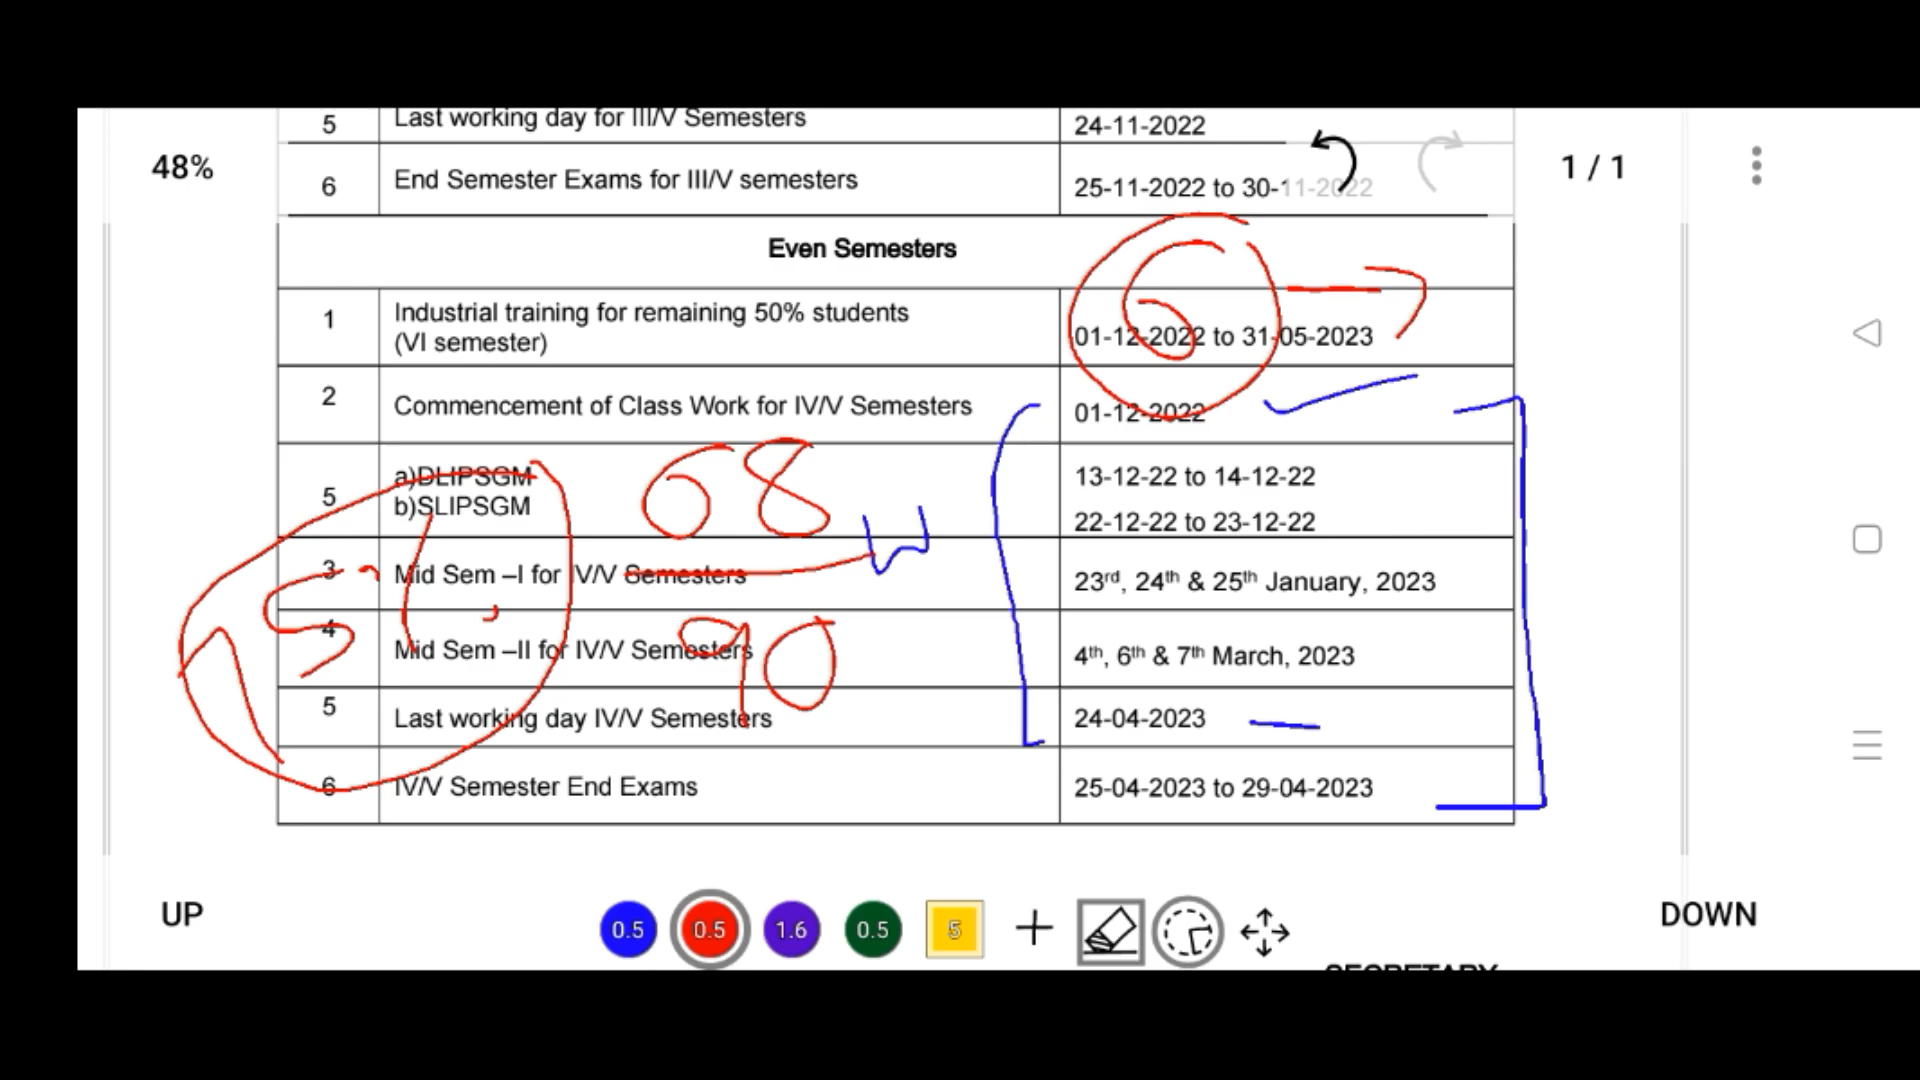 5 Last working day for III/V Semesters 24-11-2022
48% 1 / 1
6 End Semester Exams for III/V semesters 25-11-2022 to 30-11-2022
Even Semesters
1 Industrial training for remaining 50% students
(VI semester) 01-12-2022 to 31-05-2023
6
2 Commencement of Class Work for IV/V Semesters 01-12-2022
5 a)DLIPSGM 13-12-22 to 14-12-22
b)SLIPSGM
22-12-22 to 23-12-22
68
3 Mid Sem –I for IV/V Semesters 23rd, 24th & 25th January, 2023
4 Mid Sem –II for IV/V Semesters 4th, 6th & 7th March, 2023
90
5 Last working day IV/V Semesters 24-04-2023
6 IV/V Semester End Exams 25-04-2023 to 29-04-2023
UP 0.5 0.5 1.6 0.5 5 DOWN
SECRETARY